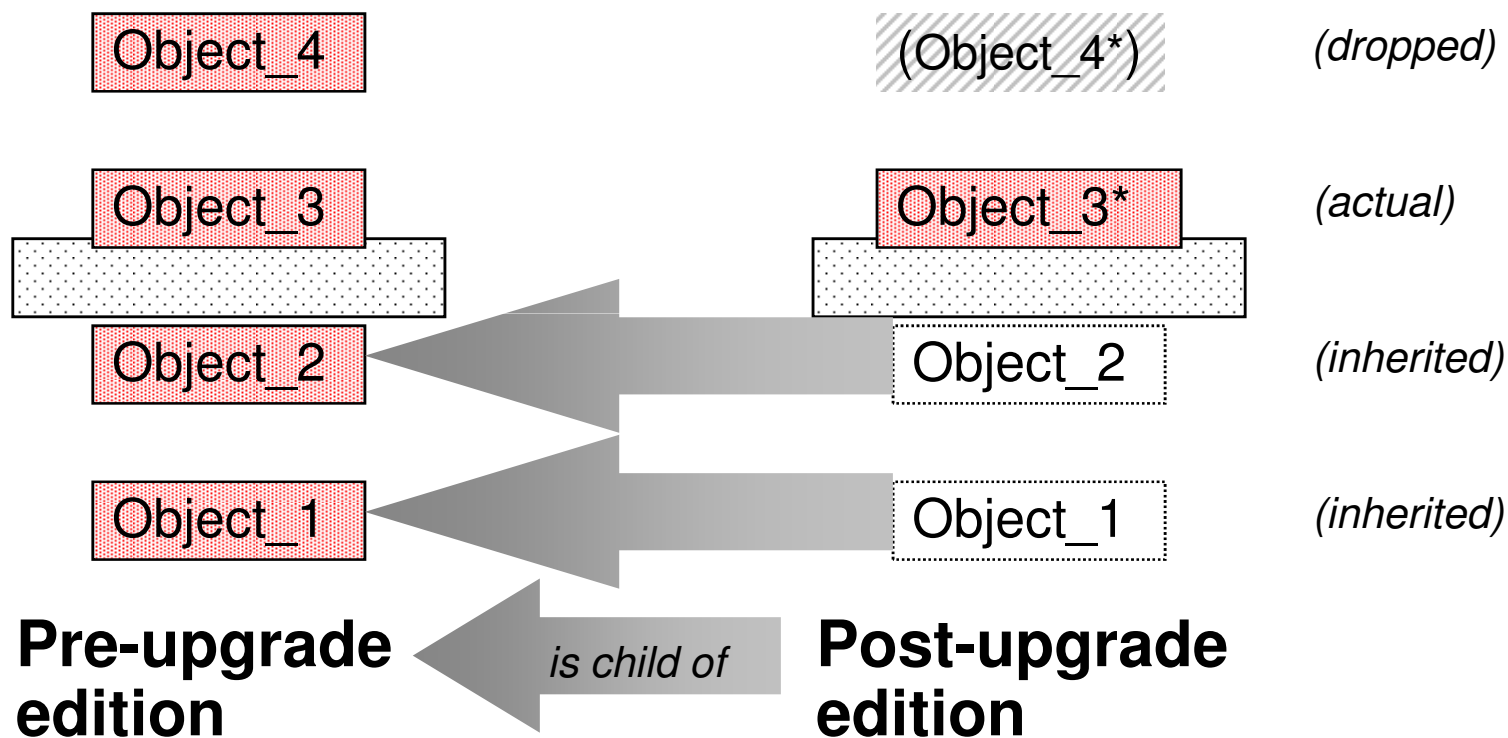 Object_4 (Object_4*) (dropped)
Object_3 Object_3* (actual)
Object_2 Object_2 (inherited)
Object_1 Object_1 (inherited)
Pre-upgrade
edition
is child of
Post-upgrade
edition